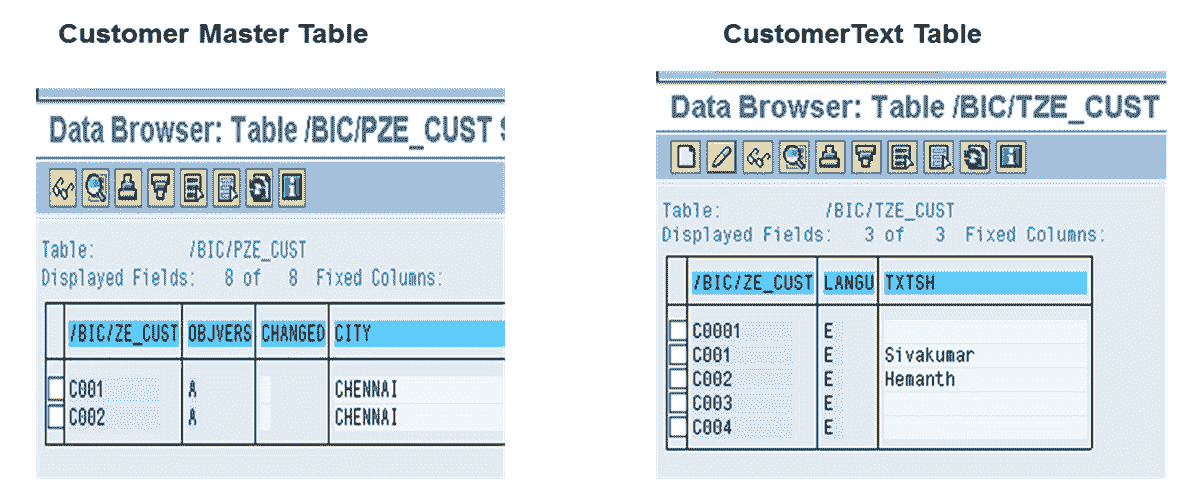 Customer Master Table
Data Browser: Table /BIC/PZE_CUST
Table: /BIC/PZE_CUST
Displayed Fields: 8 of 8 Fixed Columns:
/BIC/ZE_CUST OBJVERS CHANGED CITY
C001 A CHENNAI
C002 A CHENNAI
CustomerText Table
Data Browser: Table /BIC/TZE_CUST
Table: /BIC/TZE_CUST
Displayed Fields: 3 of 3 Fixed Columns:
/BIC/ZE_CUST LANGU TXTSH
C0001 E
C001 E Sivakumar
C002 E Hemanth
C003 E
C004 E